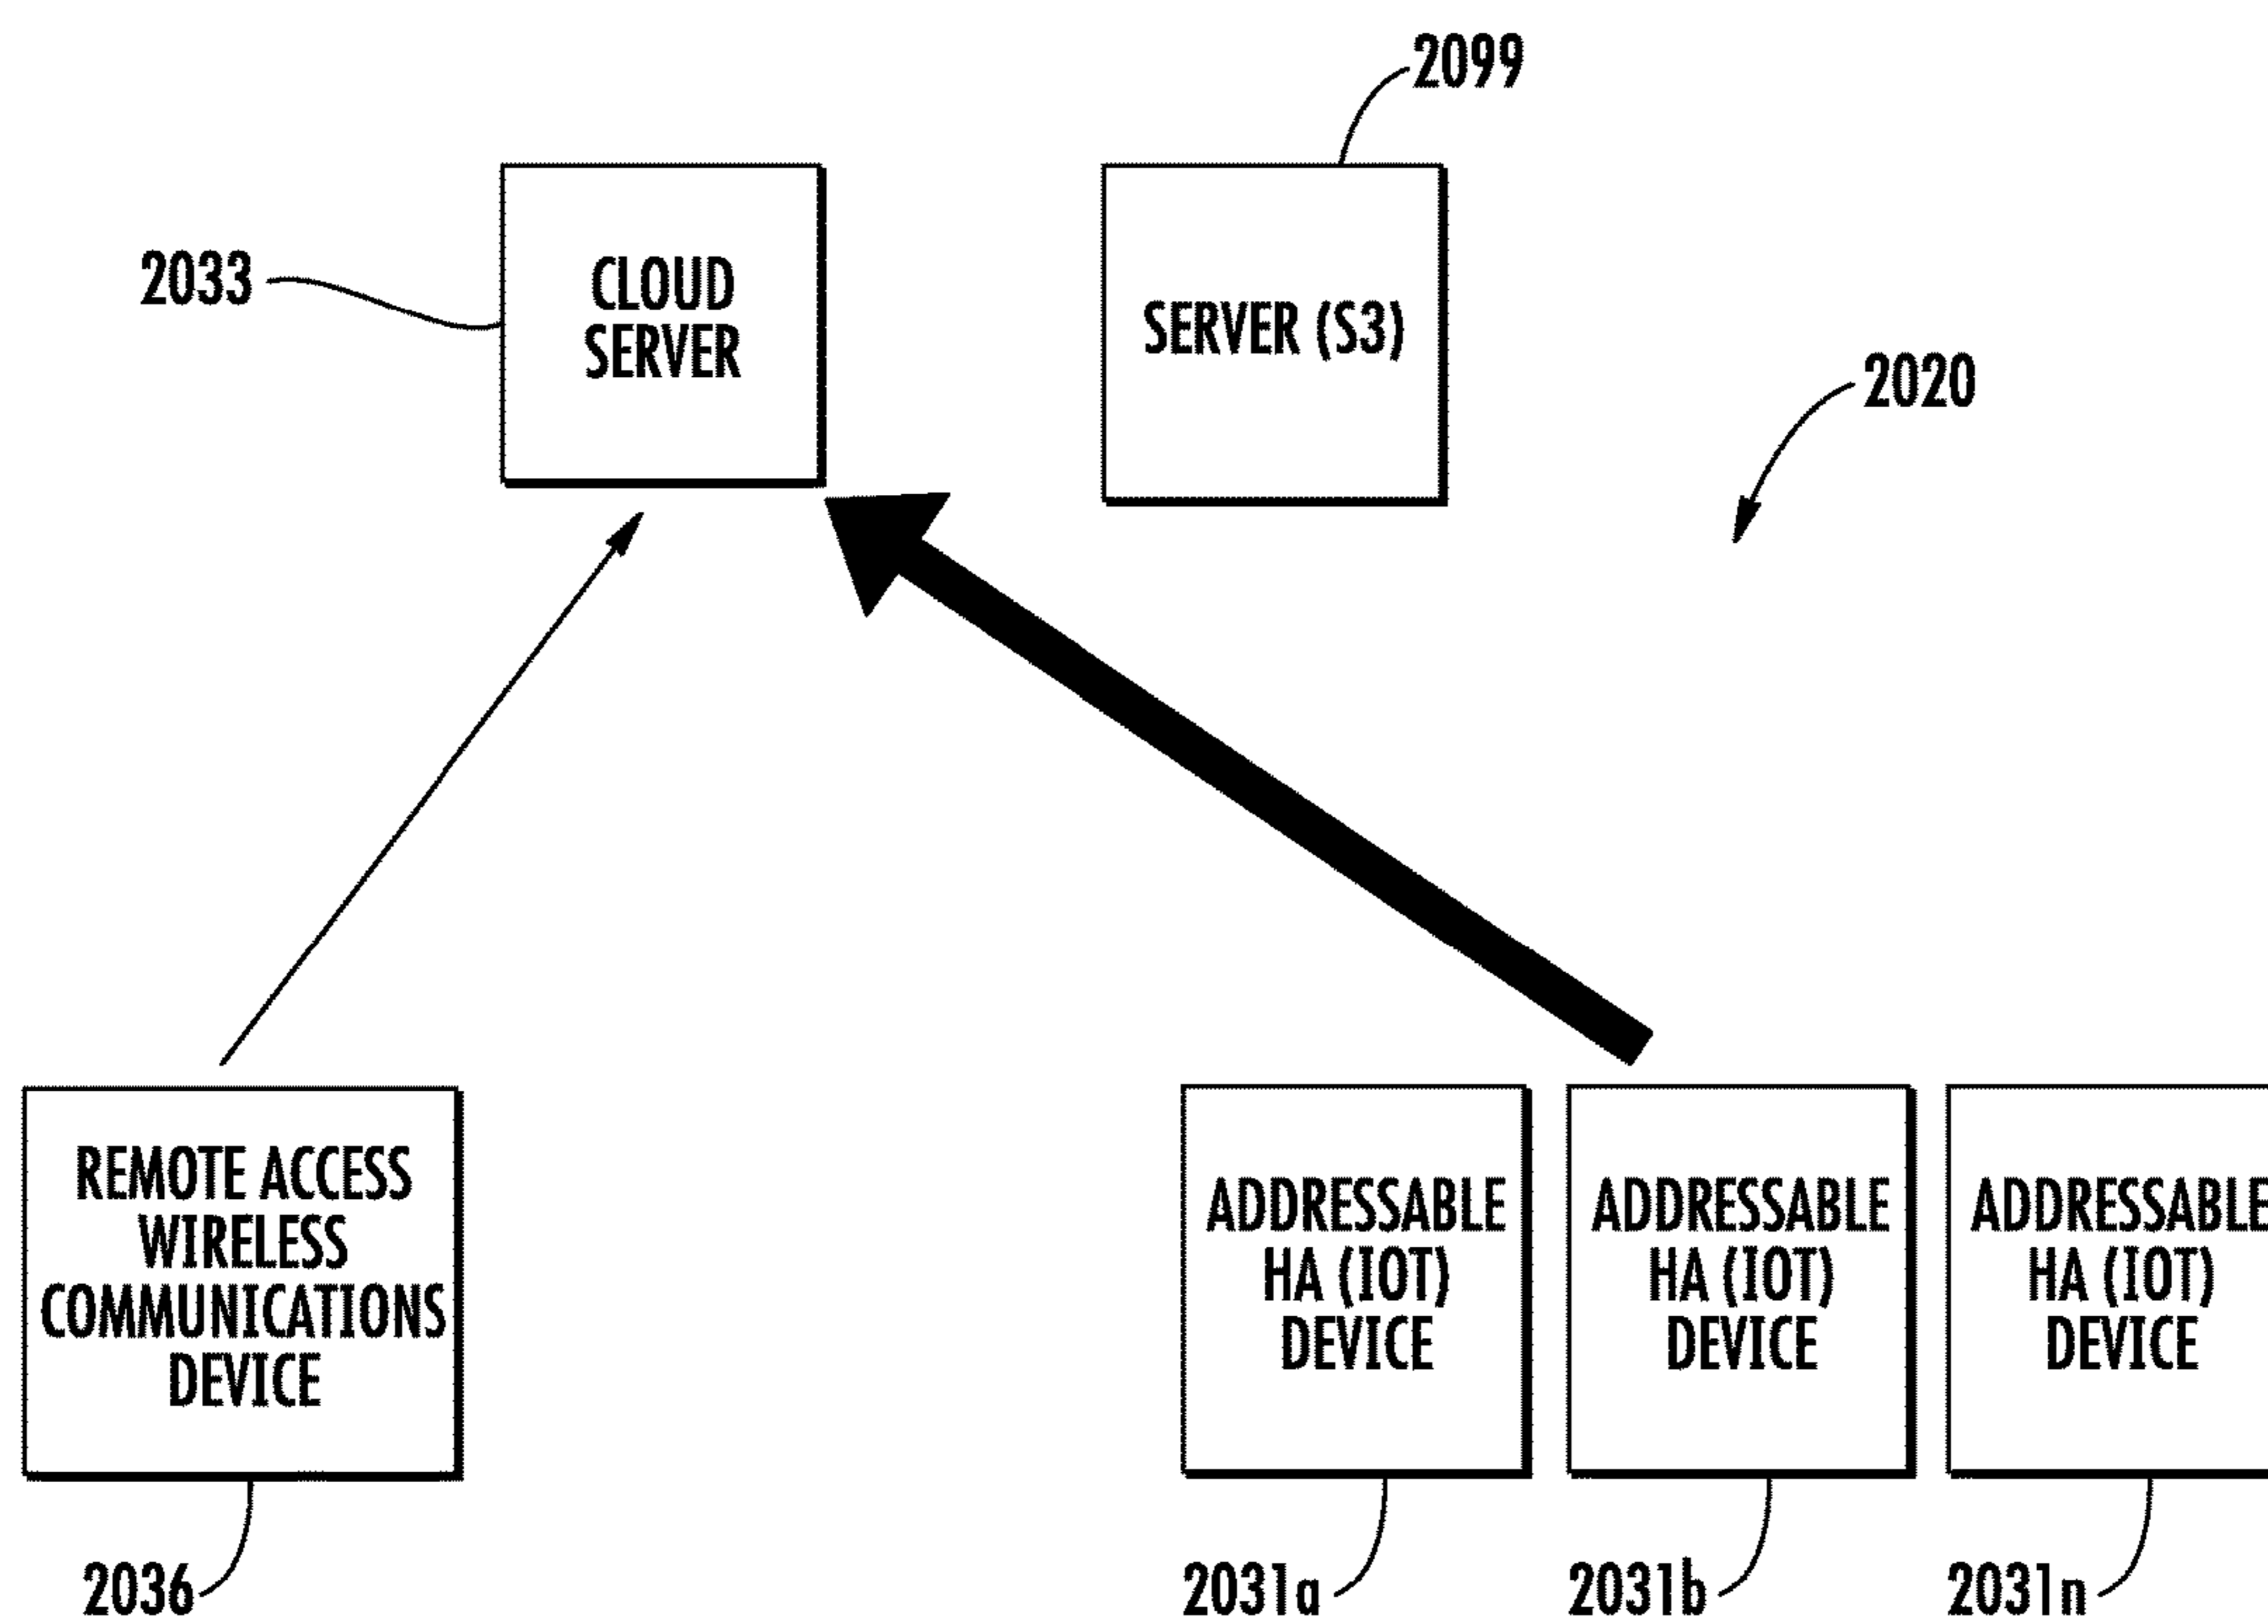 2099
2033
CLOUD
SERVER
SERVER (S3)
2020
REMOTE ACCESS
WIRELESS
COMMUNICATIONS
DEVICE
ADDRESSABLE
HA (IOT)
DEVICE
ADDRESSABLE
HA (IOT)
DEVICE
ADDRESSABLE
HA (IOT)
DEVICE
2036
2031a
2031b
2031n